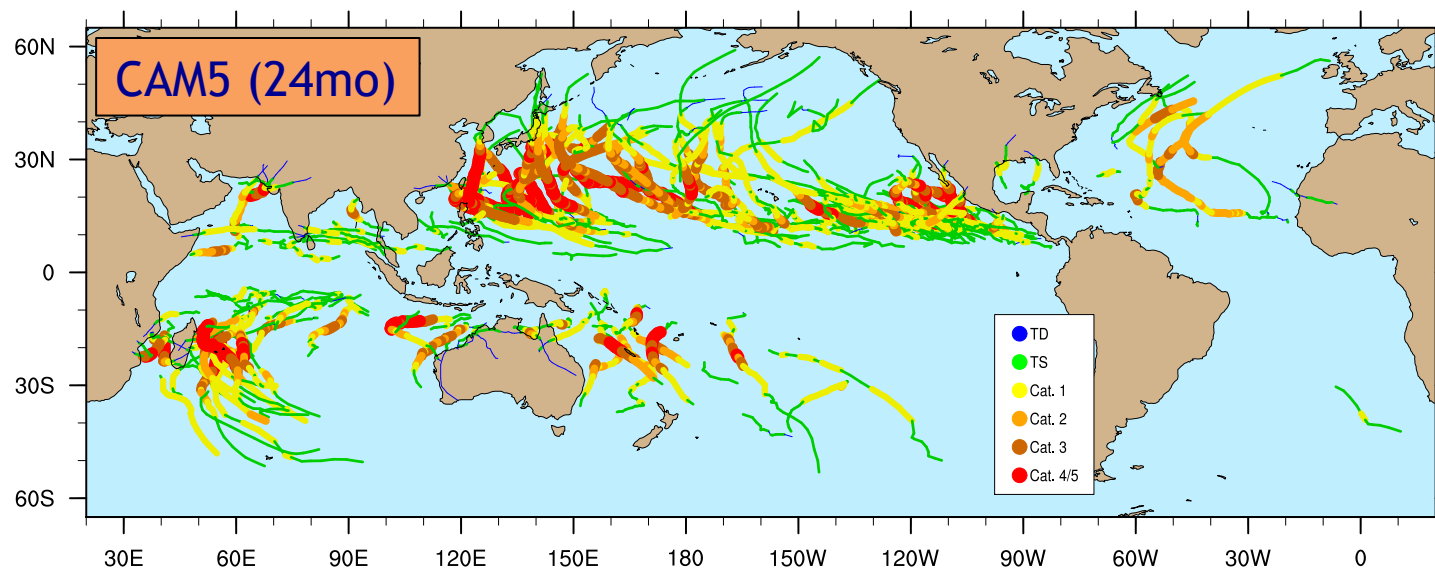 CAM5 (24mo)
60N
30N
0
30S
60S
TD
TS
Cat. 1
Cat. 2
Cat. 3
Cat. 4/5
30E 60E 90E 120E 150E 180 150W 120W 90W 60W 30W 0